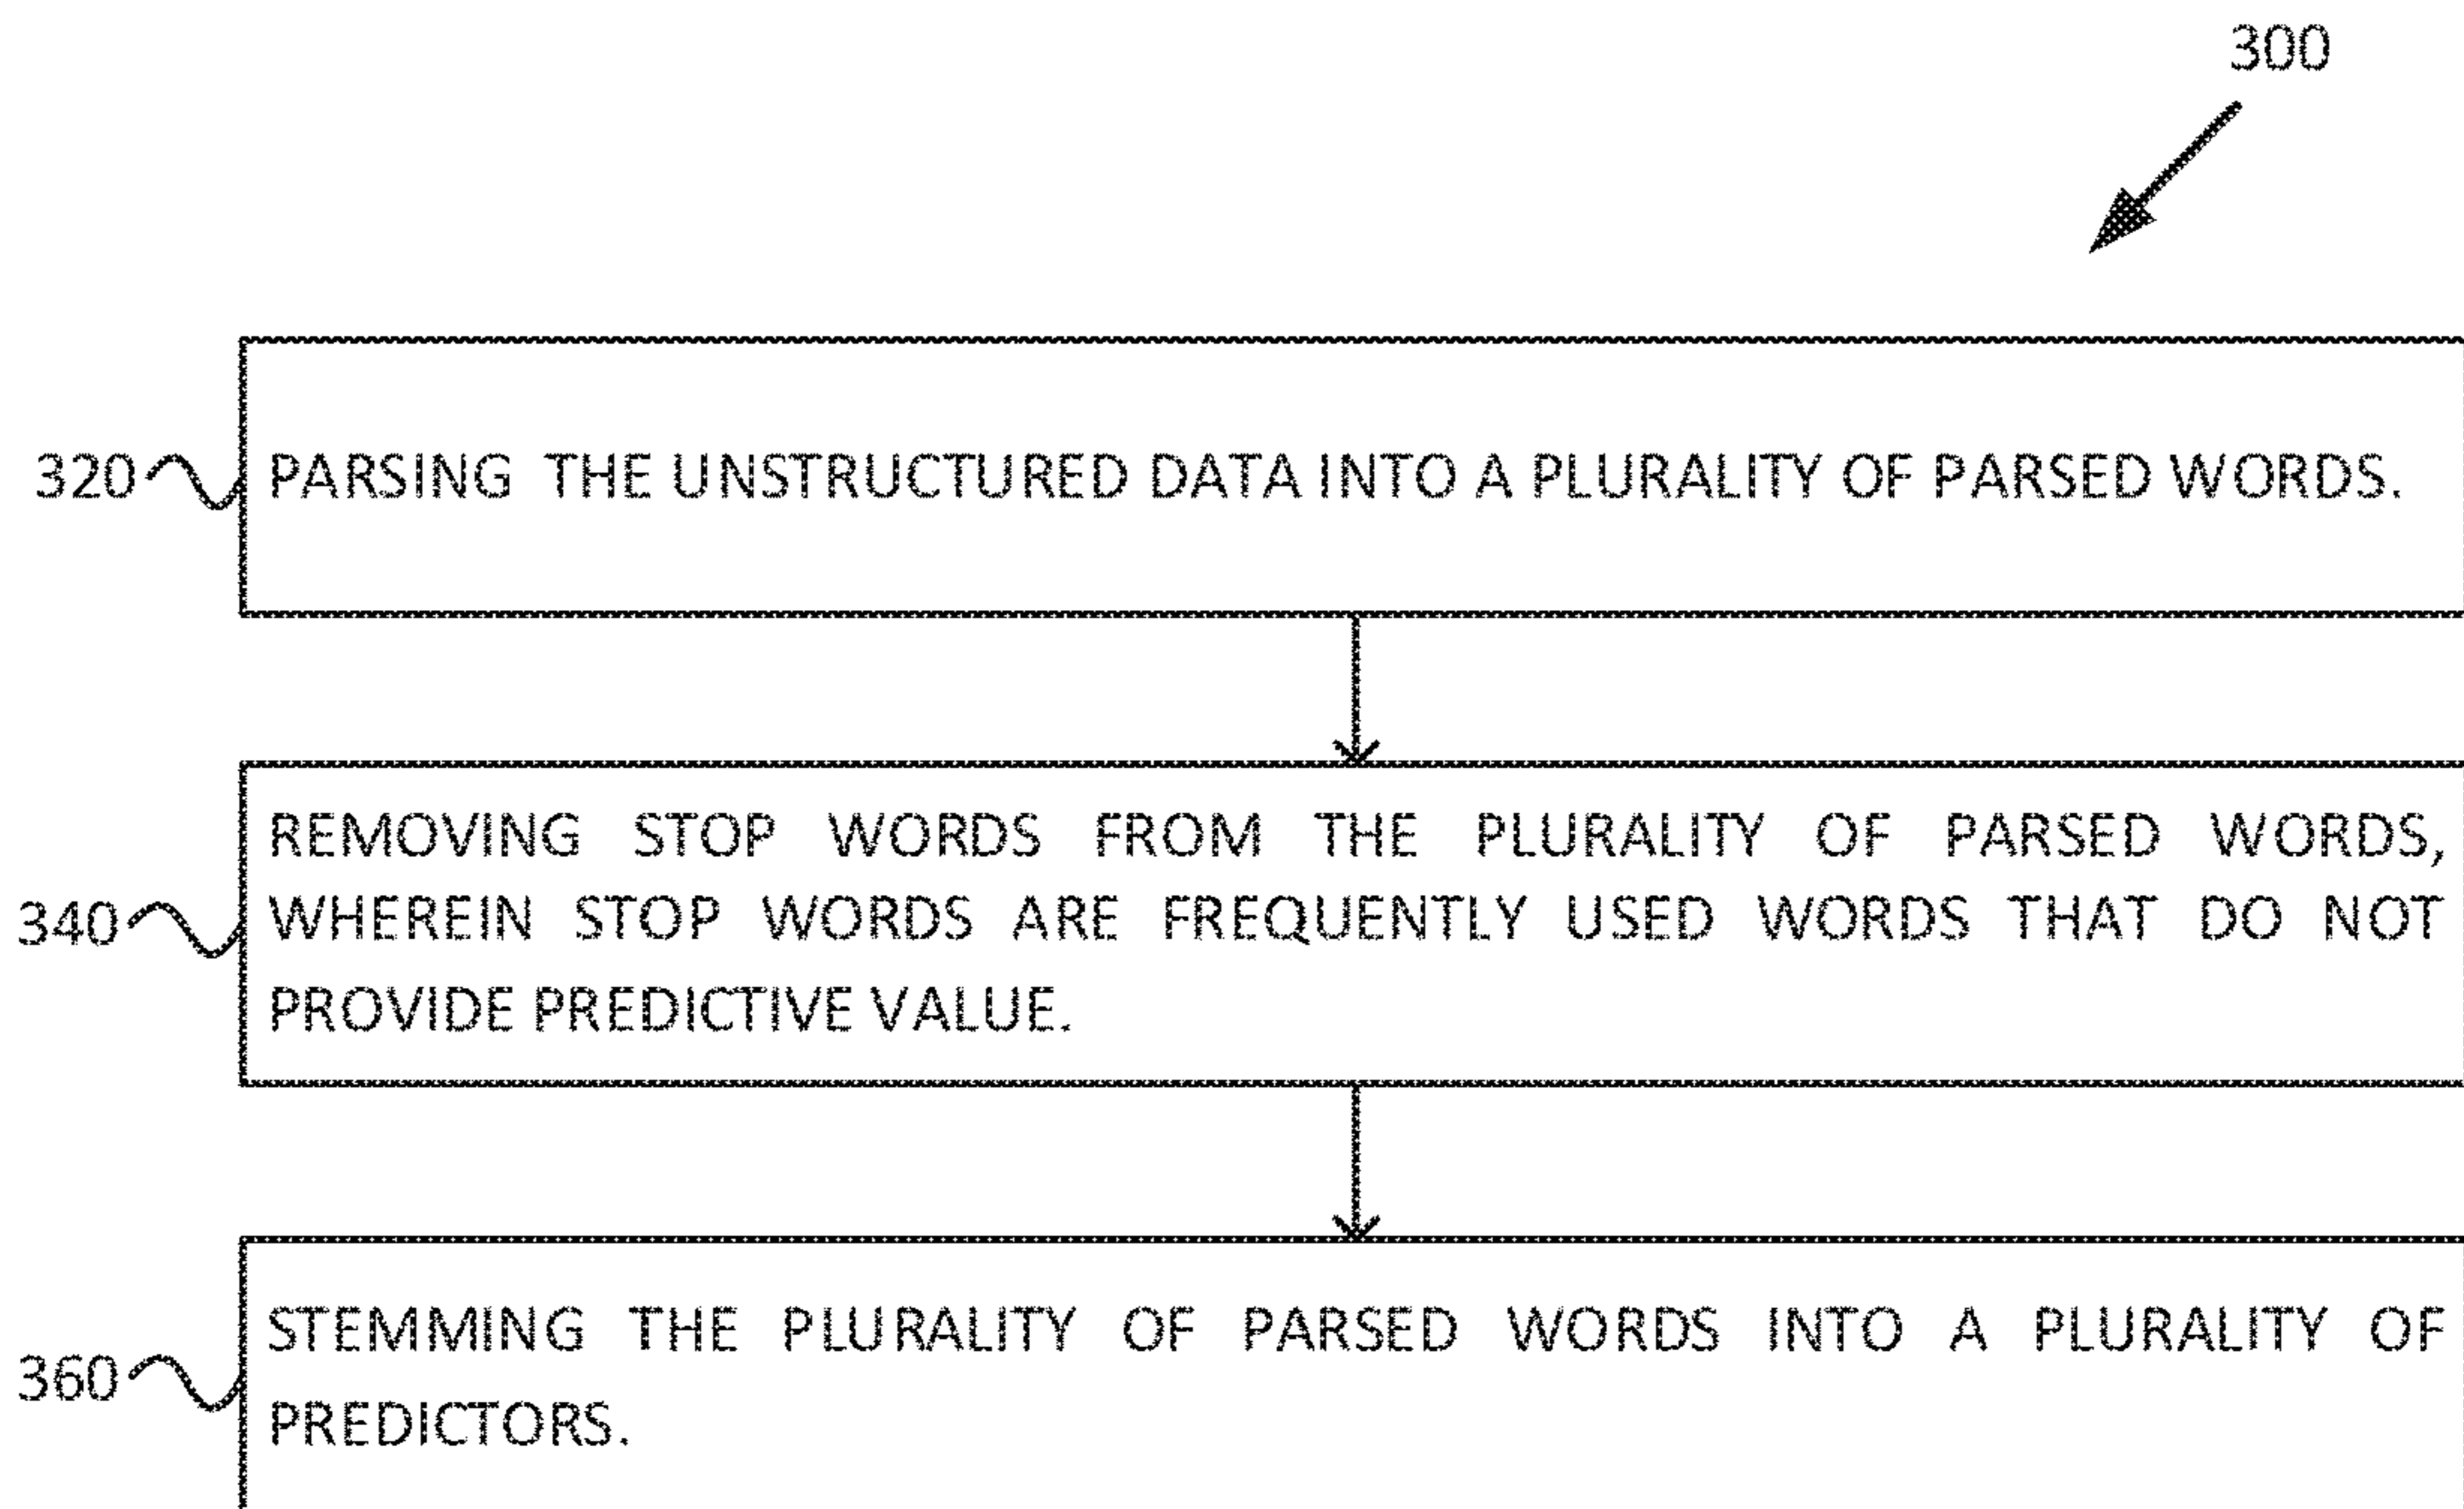 300
320 PARSING THE UNSTRUCTURED DATA INTO A PLURALITY OF PARSED WORDS.
REMOVING STOP WORDS FROM THE PLURALITY OF PARSED WORDS,
340 WHEREIN STOP WORDS ARE FREQUENTLY USED WORDS THAT DO NOT
PROVIDE PREDICTIVE VALUE.
STEMMING THE PLURALITY OF PARSED WORDS INTO A PLURALITY OF
360
PREDICTORS.